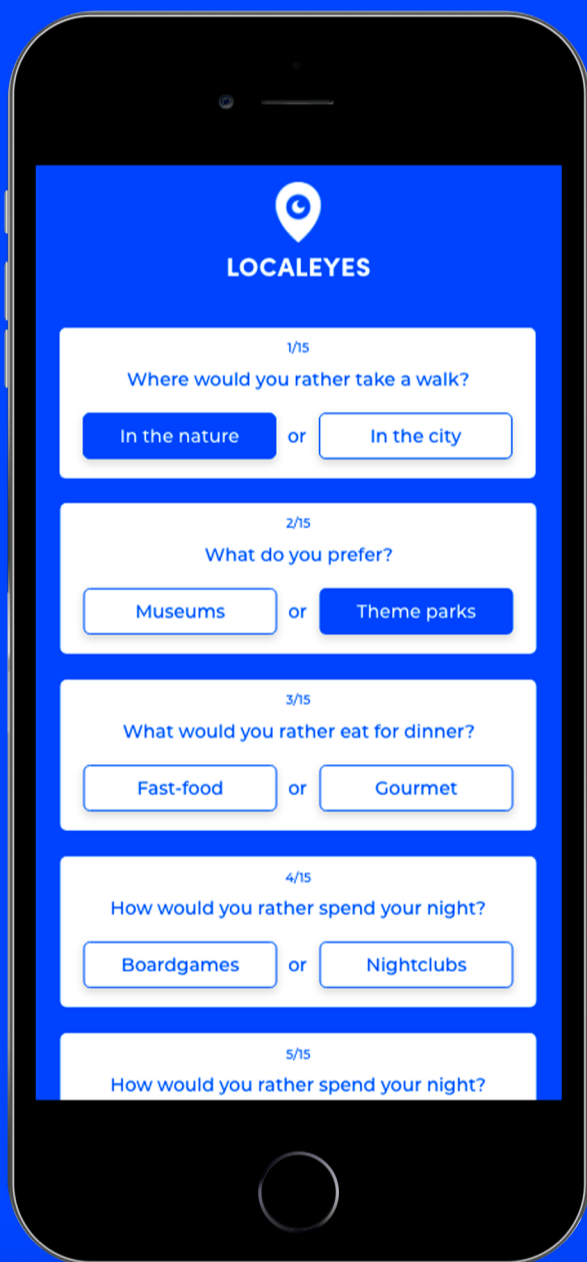 LOCALEYES
1/15
Where would you rather take a walk?
In the nature or In the city
2/15
What do you prefer?
Museums or Theme parks
3/15
What would you rather eat for dinner?
Fast-food or Gourmet
4/15
How would you rather spend your night?
Boardgames or Nightclubs
5/15
How would you rather spend your night?